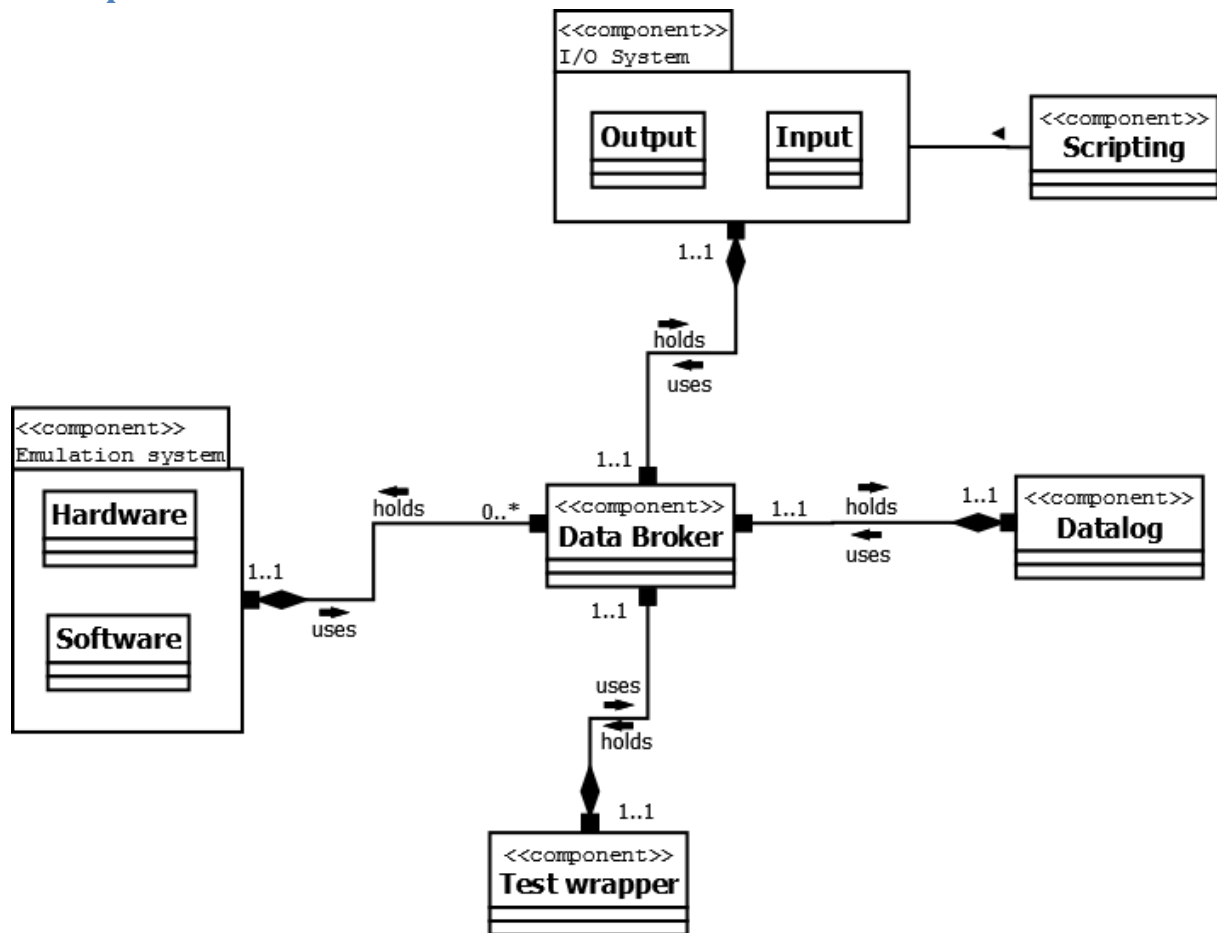 <<component>>
I/O System
Output
Input
<<component>>
Scripting
1..1
holds
uses
<<component>>
Emulation system
Hardware
Software
1..1
uses
holds
0..*
1..1
<<component>>
Data Broker
1..1
1..1
holds
uses
1..1
<<component>>
Datalog
uses
holds
1..1
<<component>>
Test wrapper